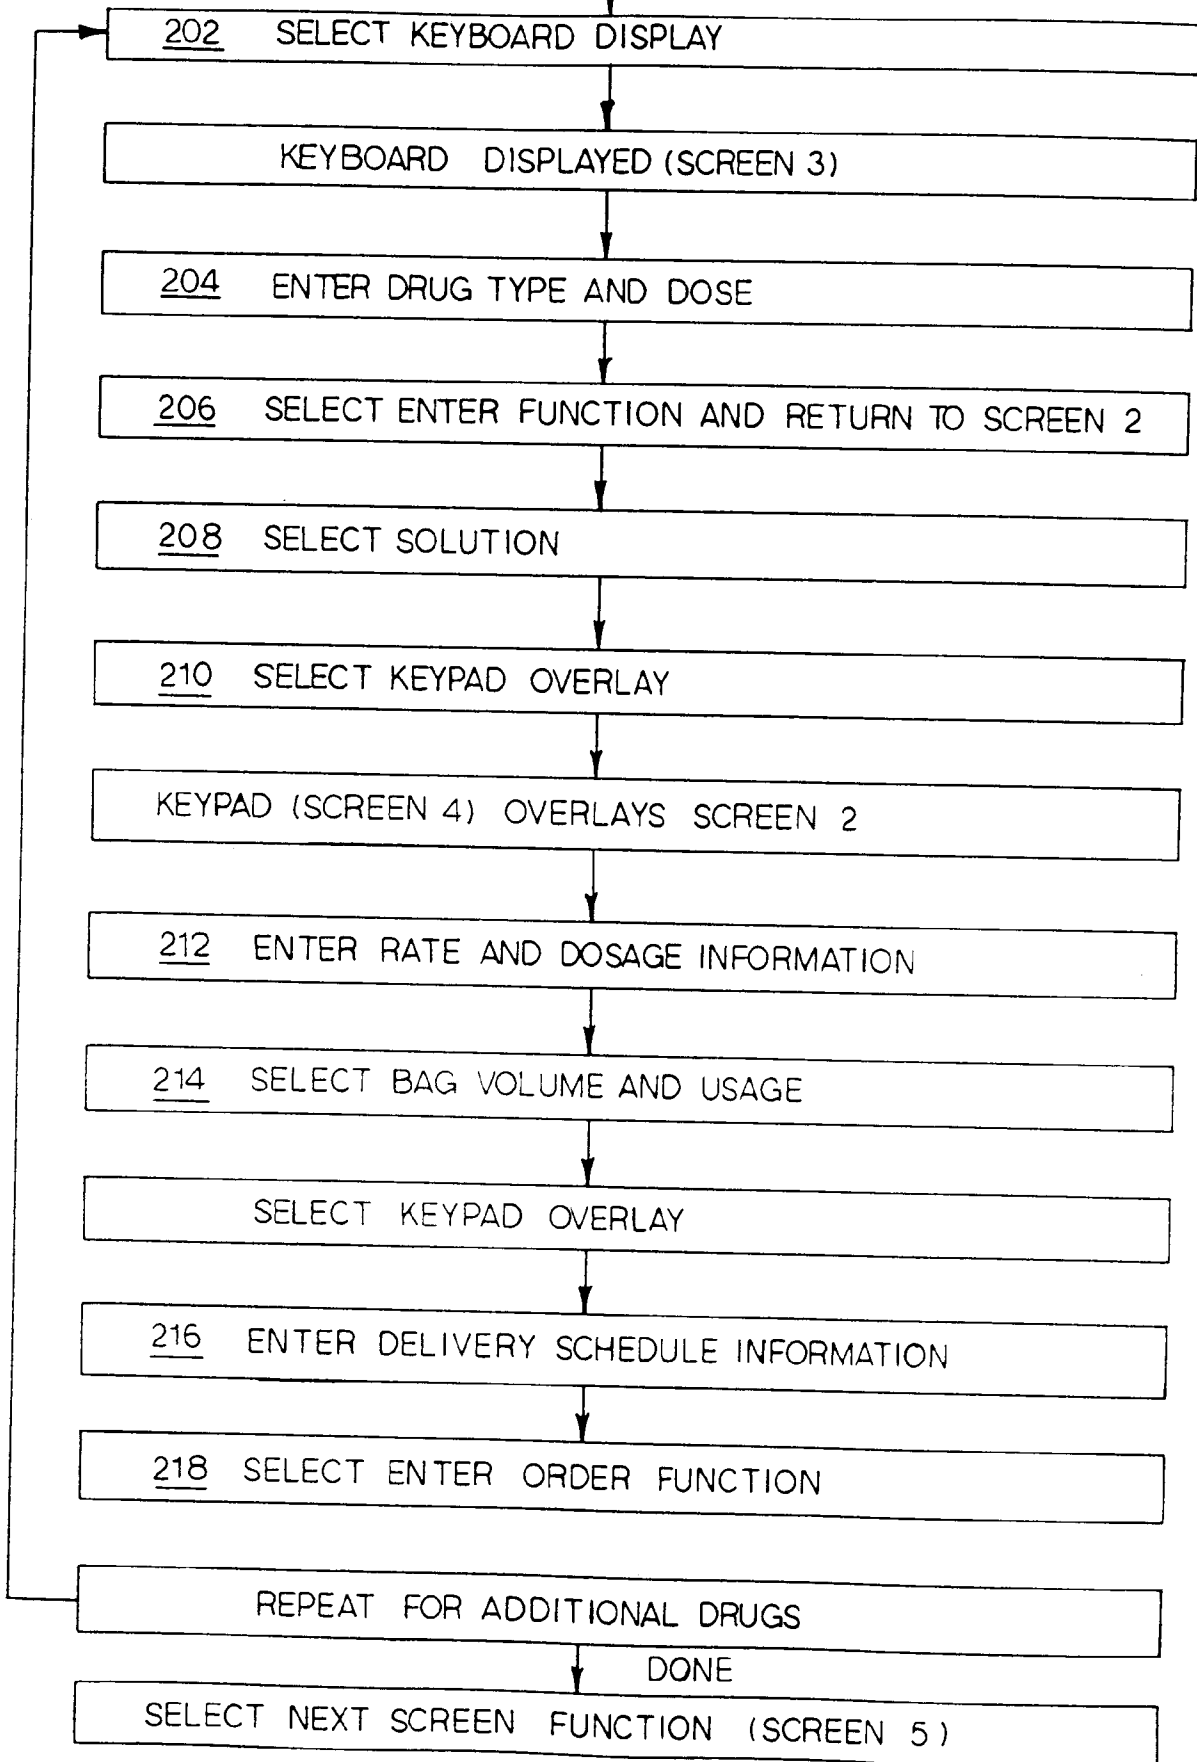 202 SELECT KEYBOARD DISPLAY
KEYBOARD DISPLAYED (SCREEN 3)
204 ENTER DRUG TYPE AND DOSE
206 SELECT ENTER FUNCTION AND RETURN TO SCREEN 2
208 SELECT SOLUTION
210 SELECT KEYPAD OVERLAY
KEYPAD (SCREEN 4) OVERLAYS SCREEN 2
212 ENTER RATE AND DOSAGE INFORMATION
214 SELECT BAG VOLUME AND USAGE
SELECT KEYPAD OVERLAY
216 ENTER DELIVERY SCHEDULE INFORMATION
218 SELECT ENTER ORDER FUNCTION
REPEAT FOR ADDITIONAL DRUGS
DONE
SELECT NEXT SCREEN FUNCTION (SCREEN 5)